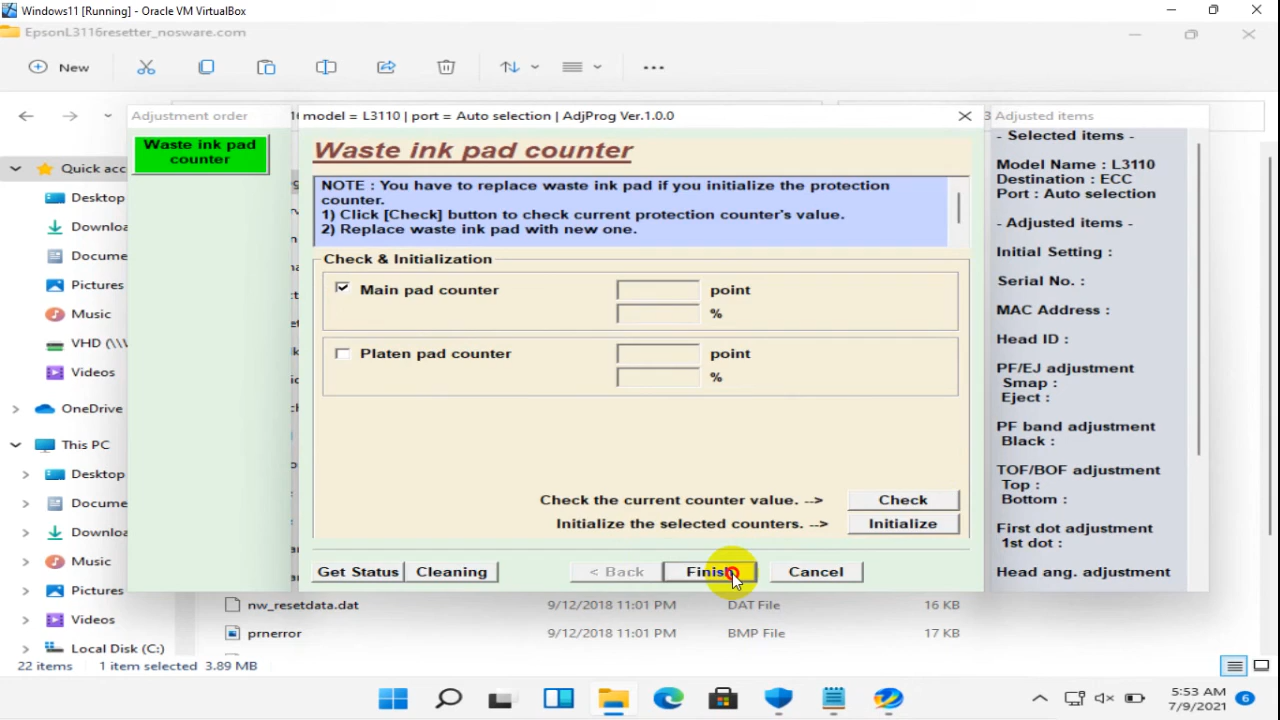 Windows11 [Running] - Oracle VM VirtualBox
EpsonL3116resetter_nosware.com
New
Adjustment order
model = L3110 | port = Auto selection | AdjProg Ver.1.0.0
Adjusted items
Waste ink pad
counter
Waste ink pad counter
NOTE : You have to replace waste ink pad if you initialize the protection
counter.
1) Click [Check] button to check current protection counter's value.
2) Replace waste ink pad with new one.
Check & Initialization
Main pad counter
point
%
Platen pad counter
point
%
Check the current counter value. -->
Check
Initialize the selected counters. -->
Initialize
Get Status
Cleaning
< Back
Finish
Cancel
- Selected items -
Model Name : L3110
Destination : ECC
Port : Auto selection
- Adjusted items -
Initial Setting :
Serial No. :
MAC Address :
Head ID :
PF/EJ adjustment
Smap :
Eject :
PF band adjustment
Black :
TOF/BOF adjustment
Top :
Bottom :
First dot adjustment
1st dot :
Head ang. adjustment
Quick acc
Desktop
Downloa
Docume
Pictures
Music
VHD (\\V
Videos
OneDrive
This PC
Desktop
Docume
Downloa
Music
Pictures
Videos
Local Disk (C:)
nw_resetdata.dat 9/12/2018 11:01 PM DAT File 16 KB
prnerror 9/12/2018 11:01 PM BMP File 17 KB
22 items 1 item selected 3.89 MB
5:53 AM
7/9/2021
6